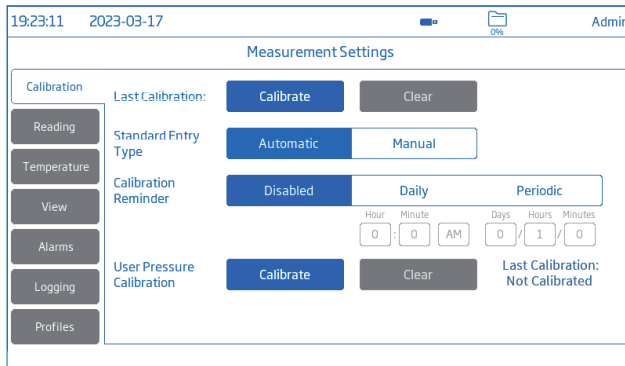 19:23:11 2023-03-17 0% Admin
Measurement Settings
Calibration
Reading
Temperature
View
Alarms
Logging
Profiles
Last Calibration: Calibrate Clear
Standard Entry
Type
Automatic Manual
Calibration
Reminder
Disabled Daily Periodic
Hour Minute Days Hours Minutes
0 : 0 AM 0 / 1 / 0
User Pressure
Calibration
Calibrate Clear
Last Calibration:
Not Calibrated